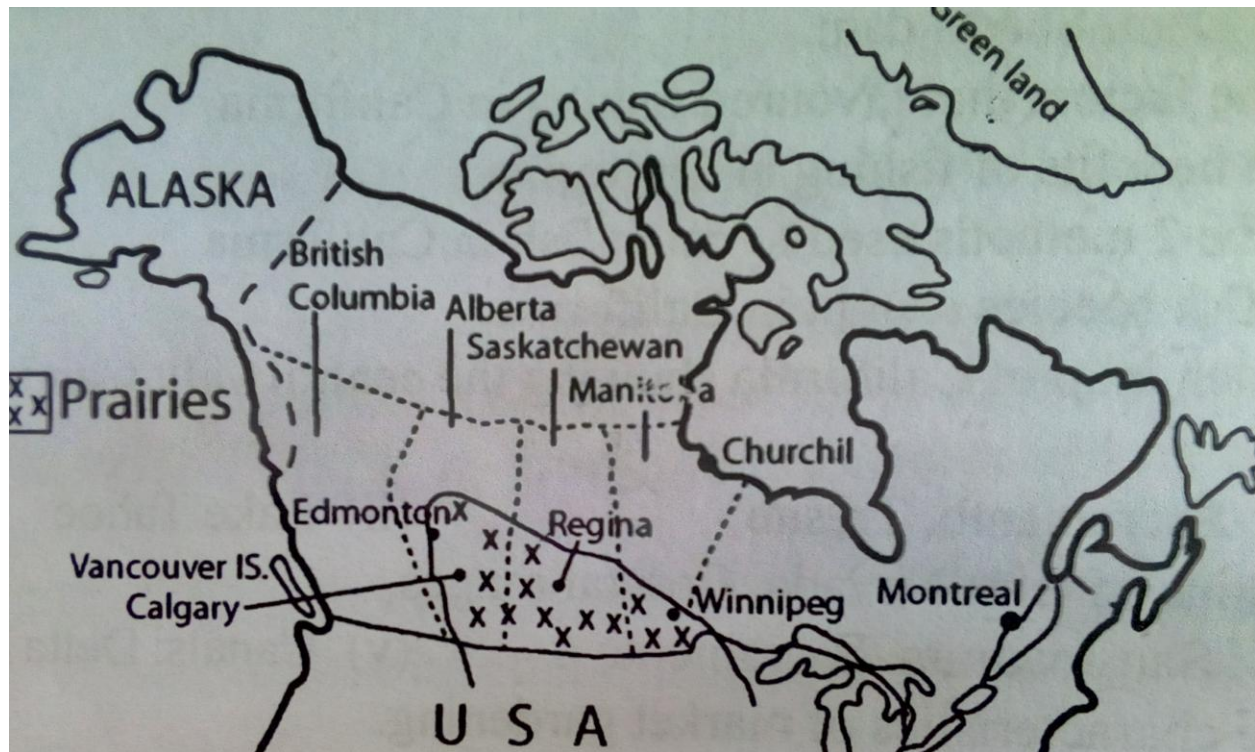 Green land
ALASKA
British
Columbia
Alberta
Saskatchewan
x
x x
Prairies
Churchil
Edmonton
x
Regina
x
x
Vancouver IS.
x
x
Calgary
x
x
x
x
x
x
x
x
x
Winnipeg
Montreal
U S A